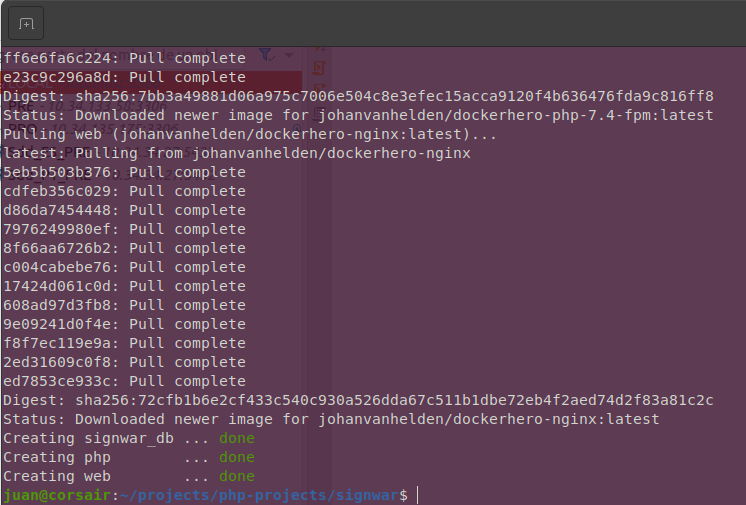 ff6e6fa6c224: Pull complete
e23c9c296a8d: Pull complete
Digest: sha256:7bb3a49881d06a975c7006e504c8e3efec15acca9120f4b636476fda9c816ff8
Status: Downloaded newer image for johanvanhelden/dockerhero-php-7.4-fpm:latest
Pulling web (johanvanhelden/dockerhero-nginx:latest)...
latest: Pulling from johanvanhelden/dockerhero-nginx
5eb5b503b376: Pull complete
cdfeb356c029: Pull complete
d86da7454448: Pull complete
7976249980ef: Pull complete
8f66aa6726b2: Pull complete
c004cabebe76: Pull complete
17424d061c0d: Pull complete
608ad97d3fb8: Pull complete
9e09241d0f4e: Pull complete
f8f7ec119e9a: Pull complete
2ed31609c0f8: Pull complete
ed7853ce933c: Pull complete
Digest: sha256:72cfb1b6e2cf433c540c930a526dda67c511b1dbe72eb4f2aed74d2f83a81c2c
Status: Downloaded newer image for johanvanhelden/dockerhero-nginx:latest
Creating signwar_db ... done
Creating php        ... done
Creating web        ... done
juan@corsair:~/projects/php-projects/signwar$